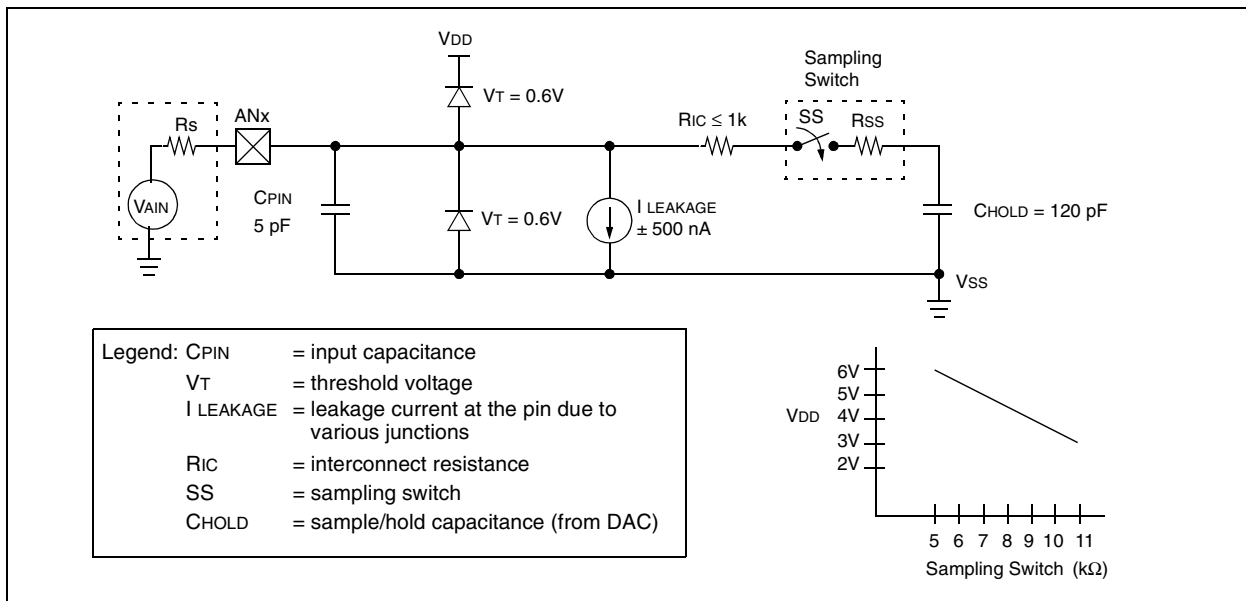 VDD
Sampling
Switch
VT = 0.6V
ANx
Rs
RIC ≤ 1k
SS
RSS
VAIN
CPIN
5 pF
VT = 0.6V
I LEAKAGE
± 500 nA
CHOLD = 120 pF
VSS
Legend: CPIN = input capacitance
VT = threshold voltage
I LEAKAGE = leakage current at the pin due to
various junctions
RIC = interconnect resistance
SS = sampling switch
CHOLD = sample/hold capacitance (from DAC)
6V
5V
VDD 4V
3V
2V
5 6 7 8 9 10 11
Sampling Switch (kΩ)